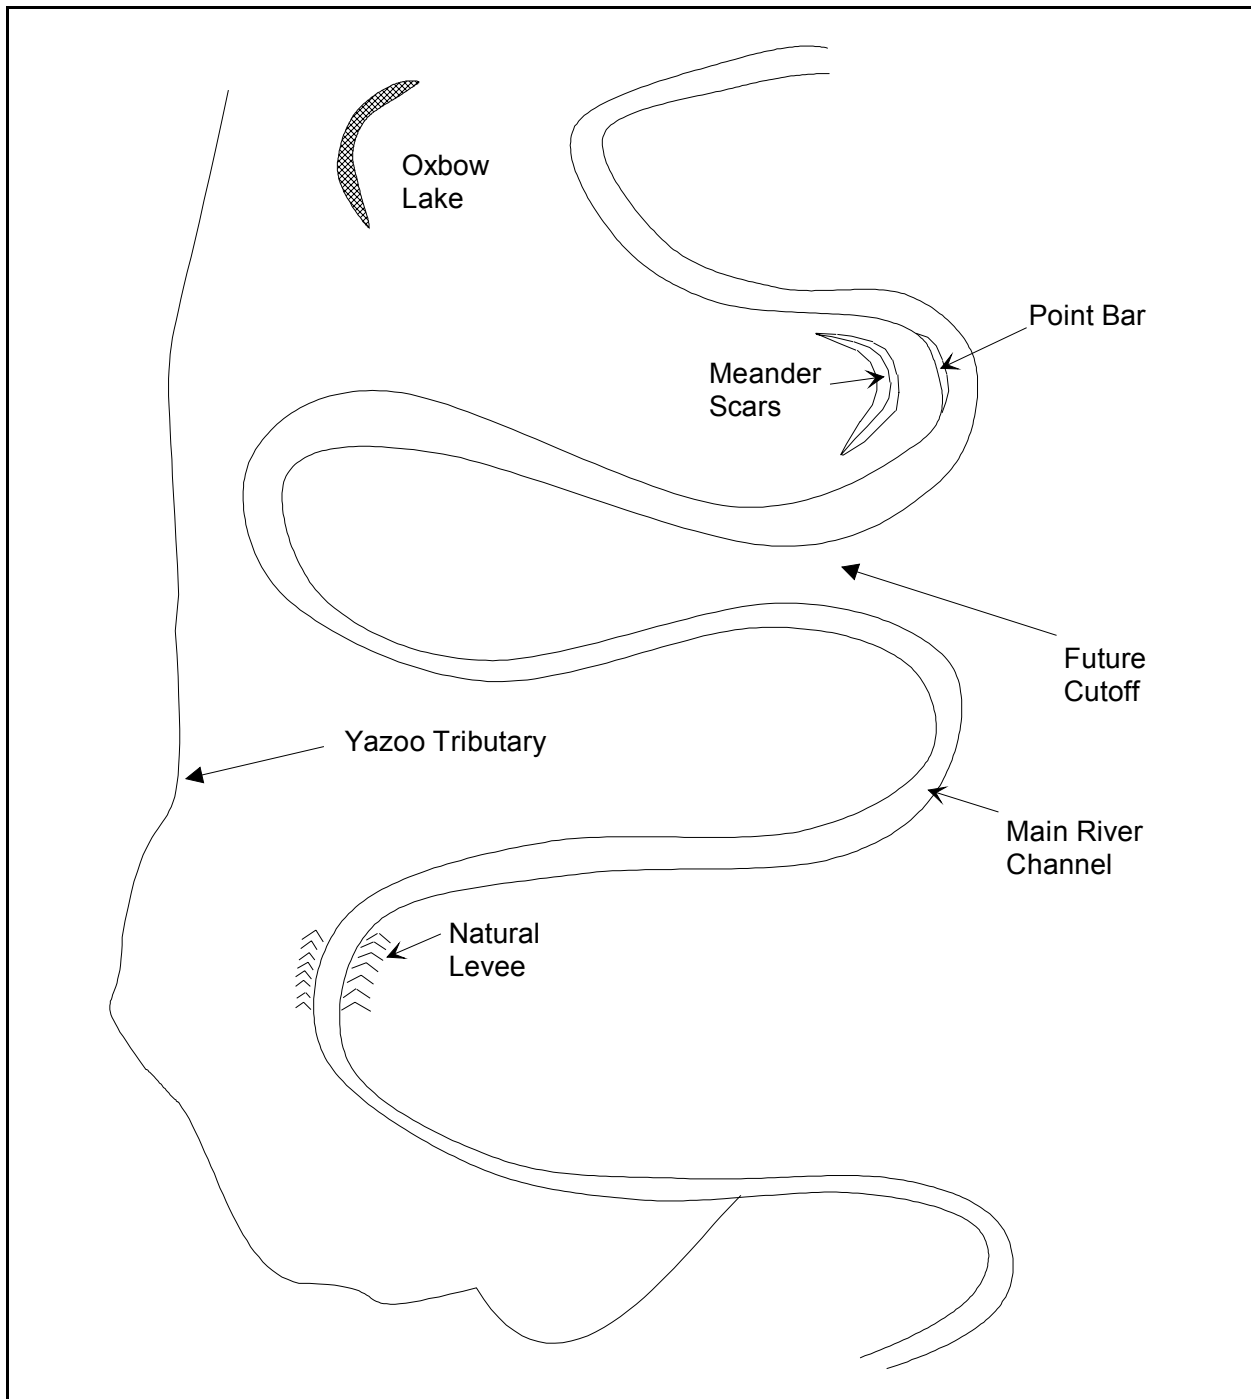 Oxbow
Lake
Point Bar
Meander
Scars
Future
Cutoff
Yazoo Tributary
Main River
Channel
Natural
Levee